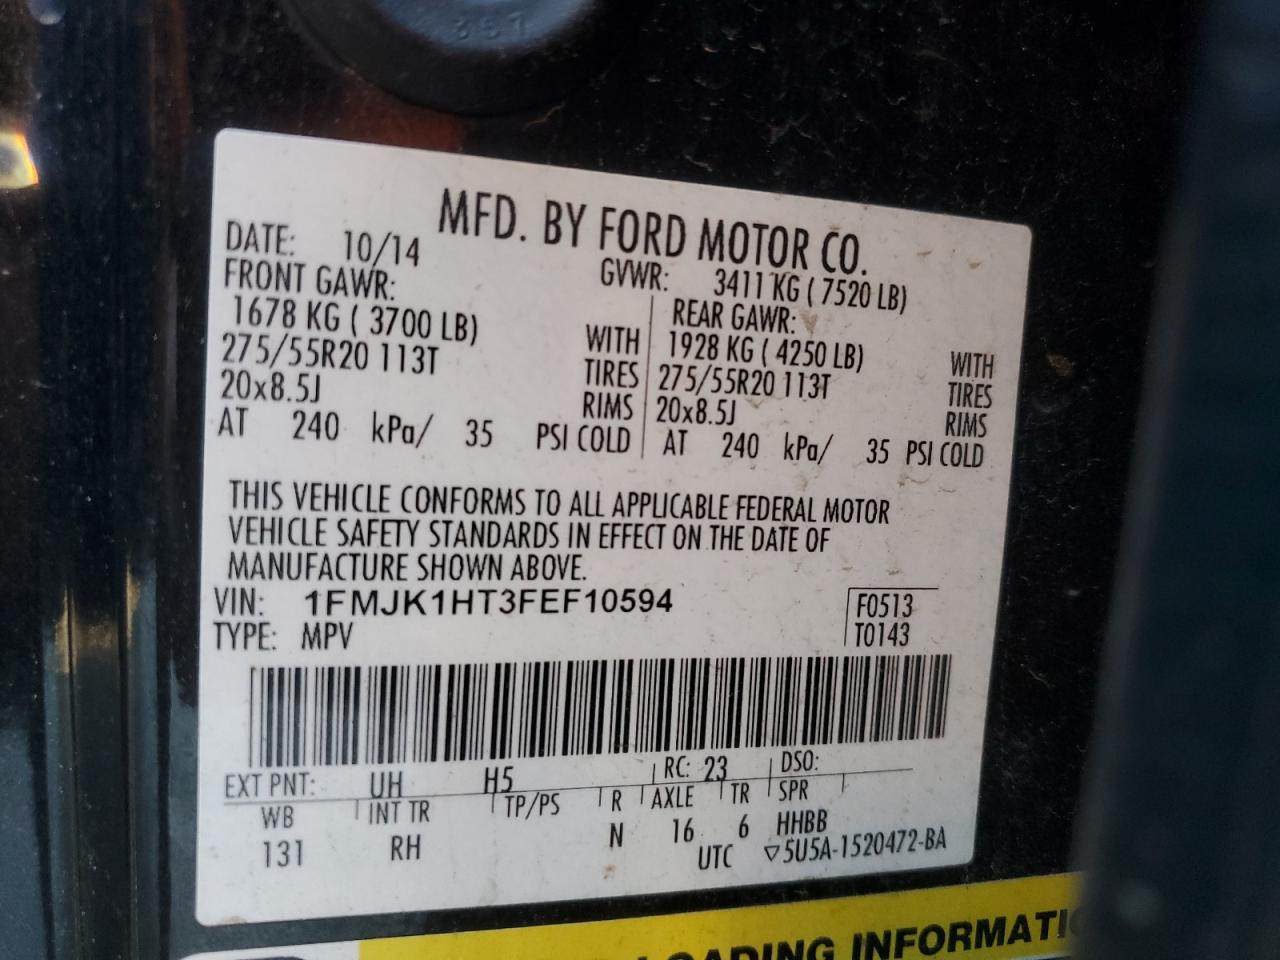 357
MFD. BY FORD MOTOR CO.
DATE: 10/14 GVWR: 3411 KG ( 7520 LB)
FRONT GAWR: REAR GAWR:
1678 KG ( 3700 LB) WITH 1928 KG ( 4250 LB) WITH
275/55R20 113T TIRES 275/55R20 113T TIRES
20x8.5J RIMS 20x8.5J RIMS
AT 240 kPa/ 35 PSI COLD AT 240 kPa/ 35 PSI COLD
THIS VEHICLE CONFORMS TO ALL APPLICABLE FEDERAL MOTOR
VEHICLE SAFETY STANDARDS IN EFFECT ON THE DATE OF
MANUFACTURE SHOWN ABOVE.
VIN: 1FMJK1HT3FEF10594 F0513
TYPE: MPV T0143
EXT PNT: UH H5 RC: 23 DSO:
WB INT TR TP/PS R AXLE TR SPR
131 RH N 16 6 HHBB
UTC ▽5U5A-1520472-BA
LOADING INFORMATIO